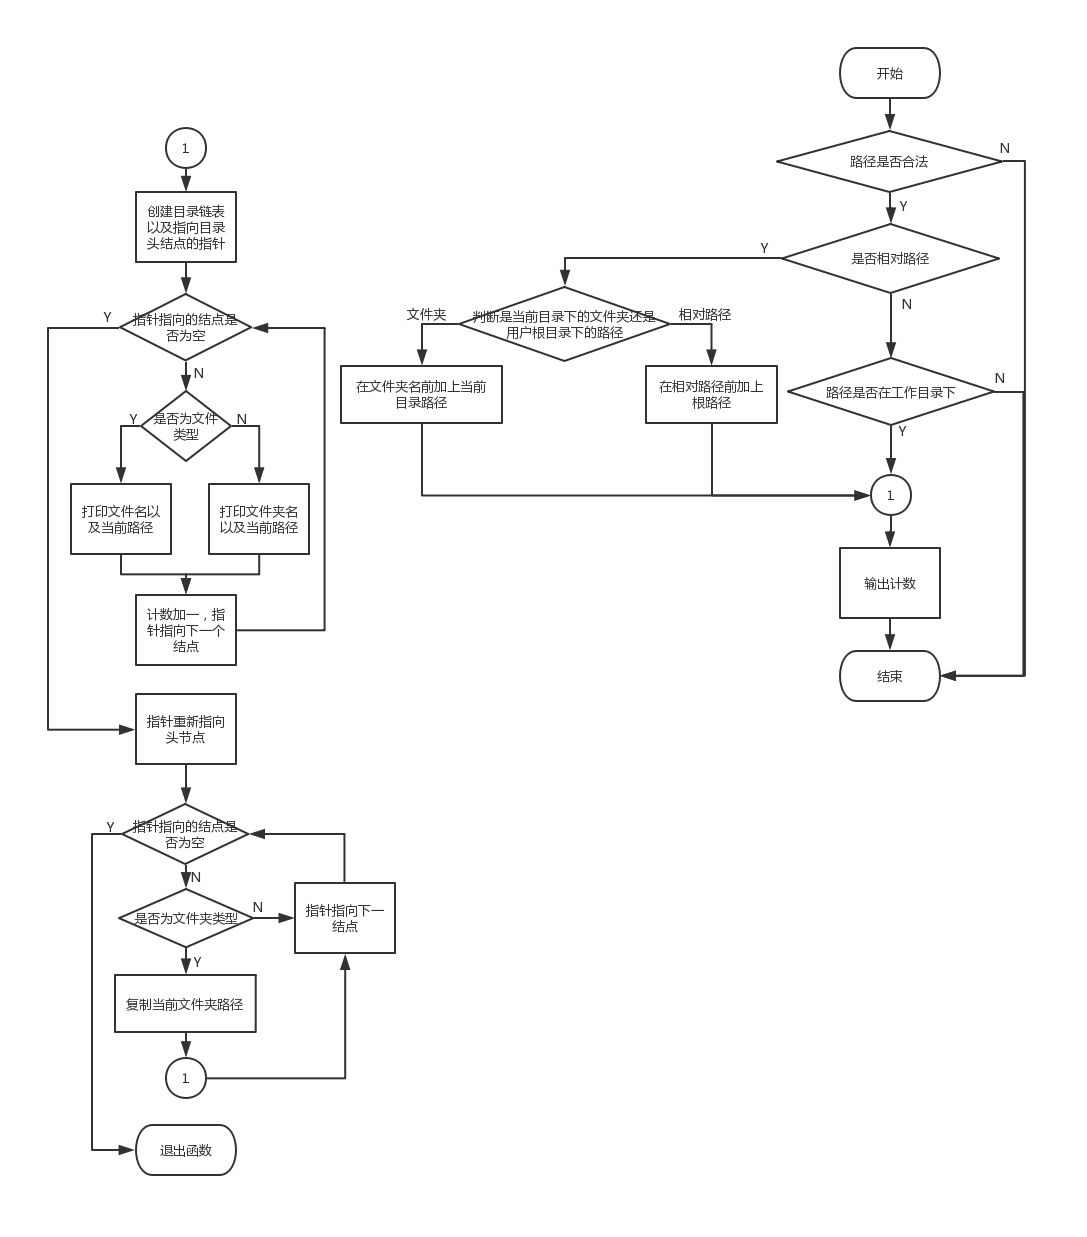 开始
路径是否合法
N
Y
是否相对路径
Y
N
判断是当前目录下的文件夹还是
用户根目录下的路径
文件夹
相对路径
在文件夹名前加上当前
目录路径
在相对路径前加上
根路径
路径是否在工作目录下
N
Y
1
输出计数
结束
1
创建目录链表
以及指向目录
头结点的指针
指针指向的结点是
否为空
Y
N
是否为文件
类型
Y
N
打印文件名以
及当前路径
打印文件夹名
以及当前路径
计数加一，指
针指向下一个
结点
指针重新指向
头节点
指针指向的结点是
否为空
Y
N
是否为文件夹类型
N
Y
指针指向下一
结点
复制当前文件夹路径
1
退出函数